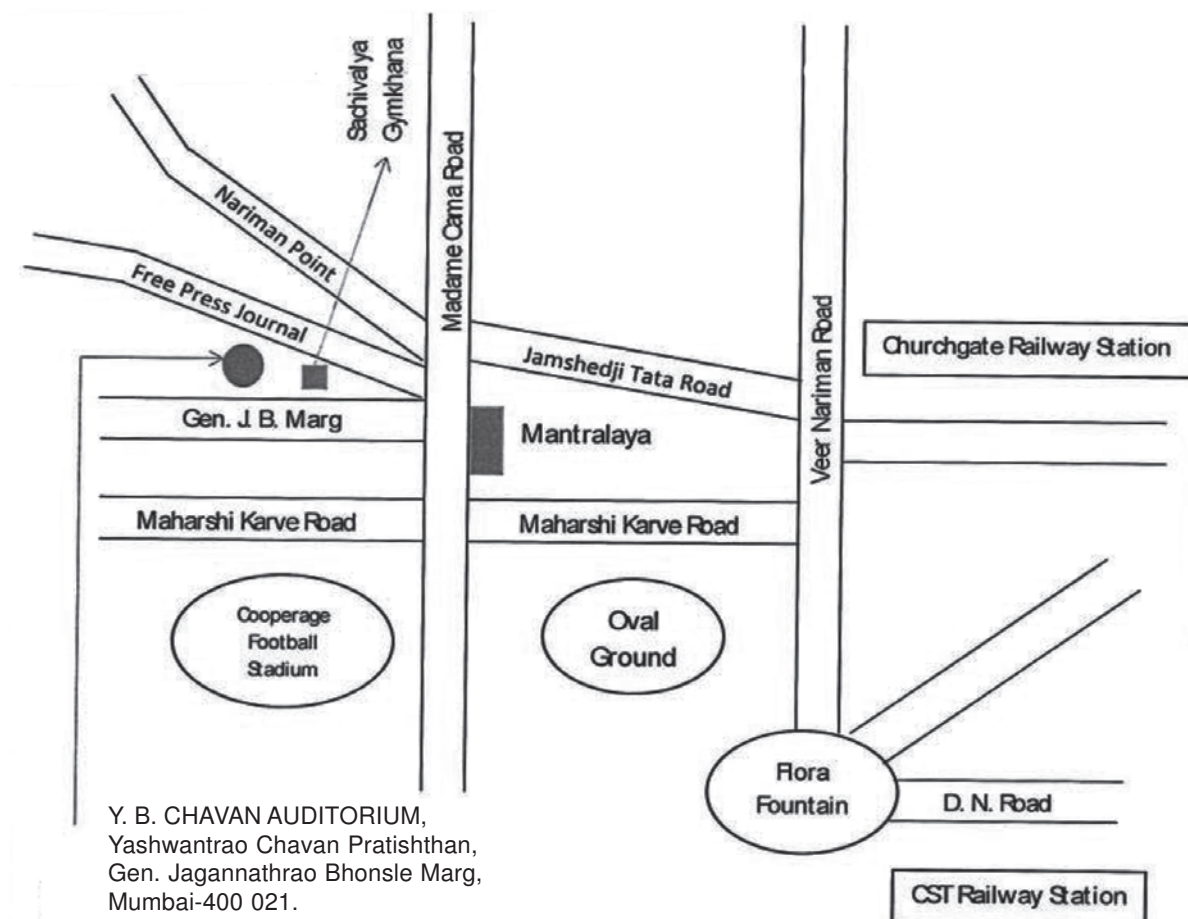 Sachivalya
Gymkhana
Madame Cama Road
Nariman Point
Free Press Journal
Veer Nariman Road
Churchgate Railway Station
Jamshedji Tata Road
Gen. J. B. Marg
Mantralaya
Maharshi Karve Road
Maharshi Karve Road
Cooperage
Football
Stadium
Oval
Ground
Flora
Fountain
D. N. Road
Y. B. CHAVAN AUDITORIUM,
Yashwantrao Chavan Pratishthan,
Gen. Jagannathrao Bhonsle Marg,
Mumbai-400 021.
CST Railway Station